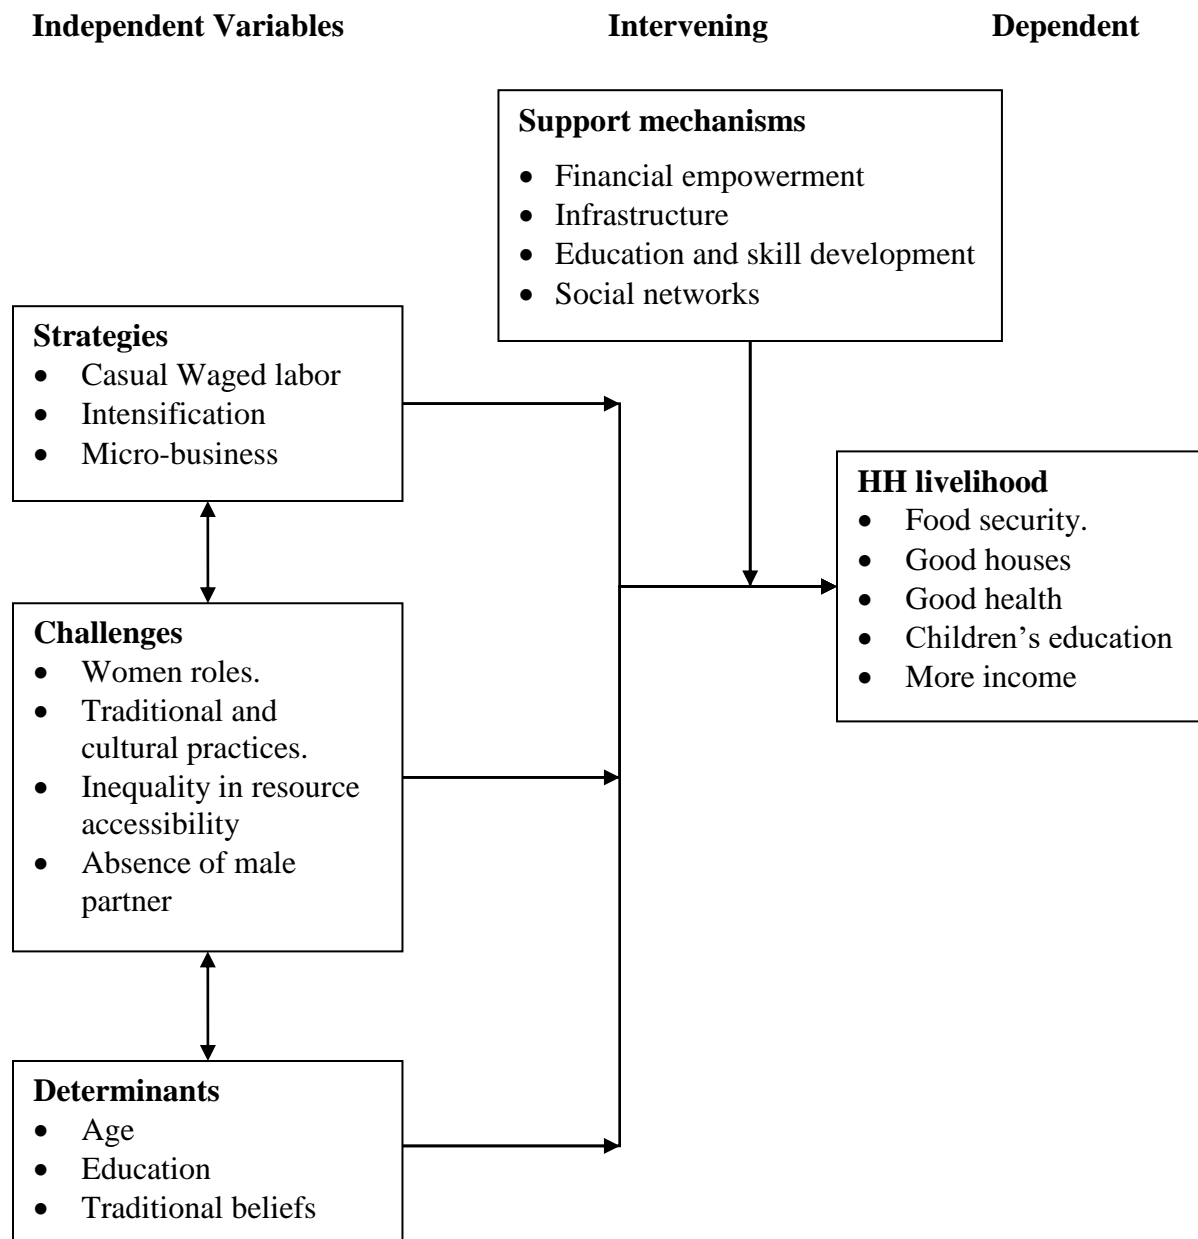 Independent Variables
Intervening
Dependent
Support mechanisms
• Financial empowerment
• Infrastructure
• Education and skill development
• Social networks
Strategies
• Casual Waged labor
• Intensification
• Micro-business
HH livelihood
• Food security.
• Good houses
• Good health
• Children’s education
• More income
Challenges
• Women roles.
• Traditional and
cultural practices.
• Inequality in resource
accessibility
• Absence of male
partner
Determinants
• Age
• Education
• Traditional beliefs